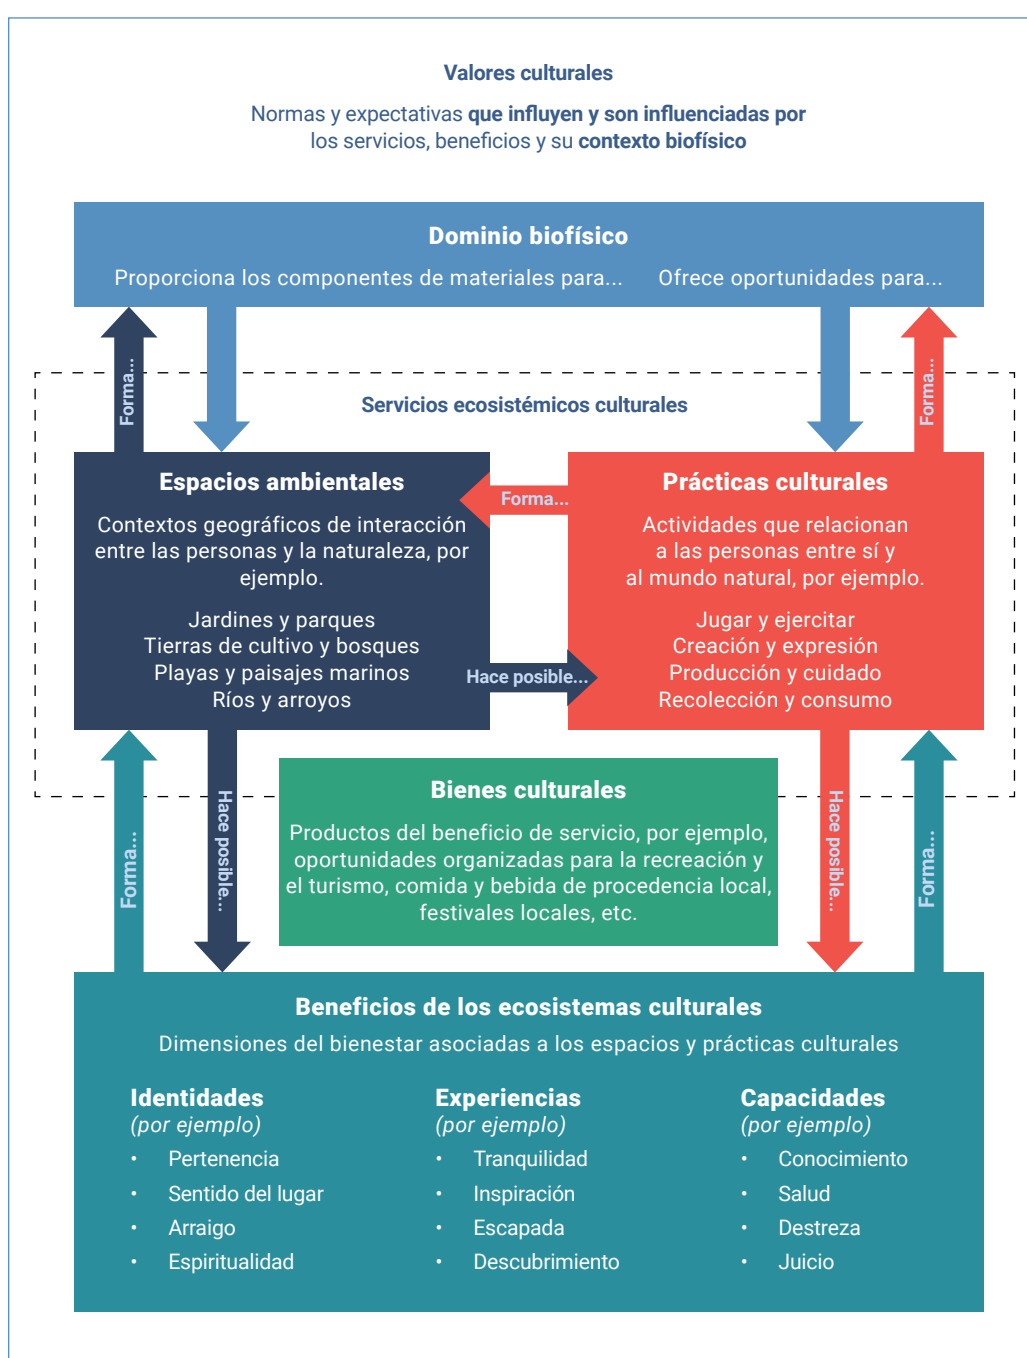 Valores culturales
Normas y expectativas que influyen y son influenciadas por
los servicios, beneficios y su contexto biofísico
Dominio biofísico
Proporciona los componentes de materiales para...
Ofrece oportunidades para...
Forma...
Forma...
Servicios ecosistémicos culturales
Espacios ambientales
Contextos geográficos de interacción
entre las personas y la naturaleza, por
ejemplo.
Jardines y parques
Tierras de cultivo y bosques
Playas y paisajes marinos
Ríos y arroyos
Forma...
Hace posible...
Prácticas culturales
Actividades que relacionan
a las personas entre sí y
al mundo natural, por ejemplo.
Jugar y ejercitar
Creación y expresión
Producción y cuidado
Recolección y consumo
Forma...
Hace posible...
Bienes culturales
Productos del beneficio de servicio, por ejemplo,
oportunidades organizadas para la recreación y
el turismo, comida y bebida de procedencia local,
festivales locales, etc.
Hace posible...
Forma...
Beneficios de los ecosistemas culturales
Dimensiones del bienestar asociadas a los espacios y prácticas culturales
Identidades
(por ejemplo)
• Pertenencia
• Sentido del lugar
• Arraigo
• Espiritualidad
Experiencias
(por ejemplo)
• Tranquilidad
• Inspiración
• Escapada
• Descubrimiento
Capacidades
(por ejemplo)
• Conocimiento
• Salud
• Destreza
• Juicio